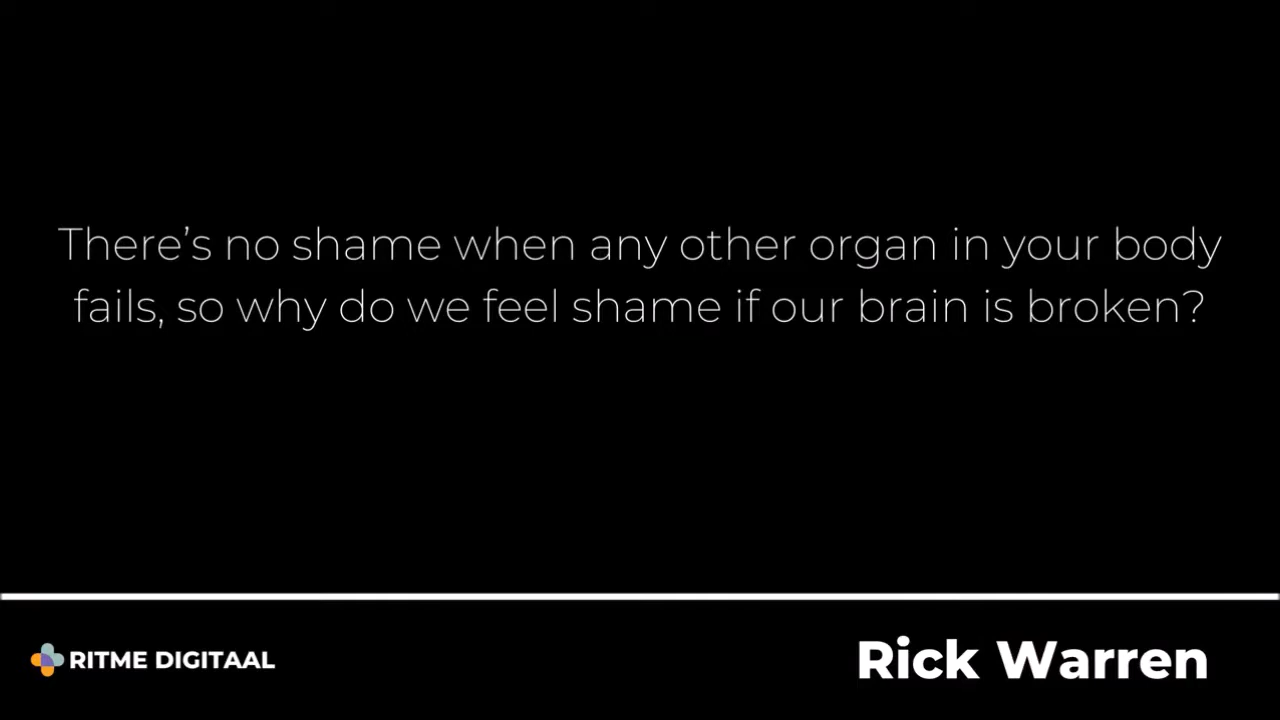 There’s no shame when any other organ in your body
fails, so why do we feel shame if our brain is broken?
RITME DIGITAAL
Rick Warren